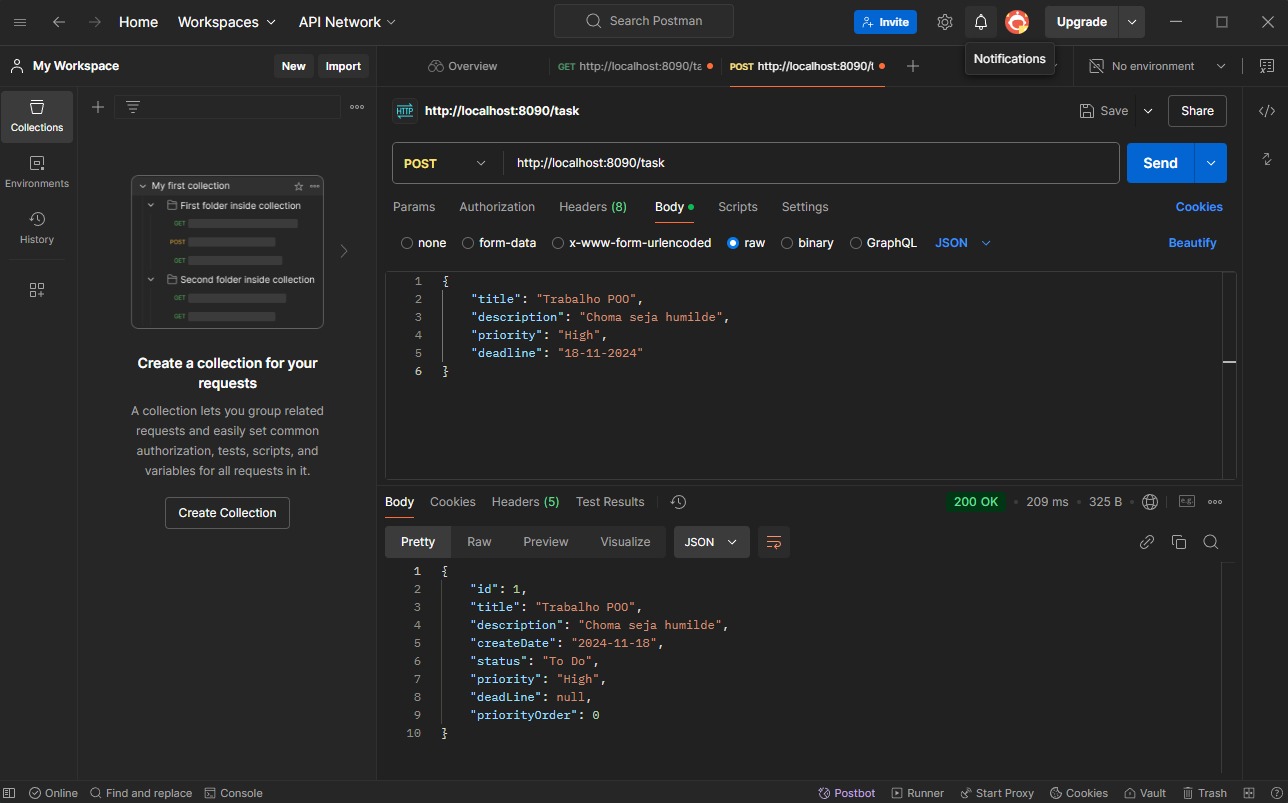 Home Workspaces API Network Search Postman Invite Upgrade
Notifications
My Workspace New Import Overview GET http://localhost:8090/ta POST http://localhost:8090/t No environment
Collections
Environments
History
My first collection
First folder inside collection
GET
POST
GET
Second folder inside collection
GET
GET
Create a collection for your
requests
A collection lets you group related
requests and easily set common
authorization, tests, scripts, and
variables for all requests in it.
Create Collection
HTTP http://localhost:8090/task Save Share
POST http://localhost:8090/task Send
Params Authorization Headers (8) Body Scripts Settings Cookies
none form-data x-www-form-urlencoded raw binary GraphQL JSON Beautify
1 {
2 "title": "Trabalho POO",
3 "description": "Choma seja humilde",
4 "priority": "High",
5 "deadline": "18-11-2024"
6 }
Body Cookies Headers (5) Test Results 200 OK 209 ms 325 B e.g.
Pretty Raw Preview Visualize JSON
1 {
2 "id": 1,
3 "title": "Trabalho POO",
4 "description": "Choma seja humilde",
5 "createDate": "2024-11-18",
6 "status": "To Do",
7 "priority": "High",
8 "deadLine": null,
9 "priorityOrder": 0
10 }
Online Find and replace Console Postbot Runner Start Proxy Cookies Vault Trash